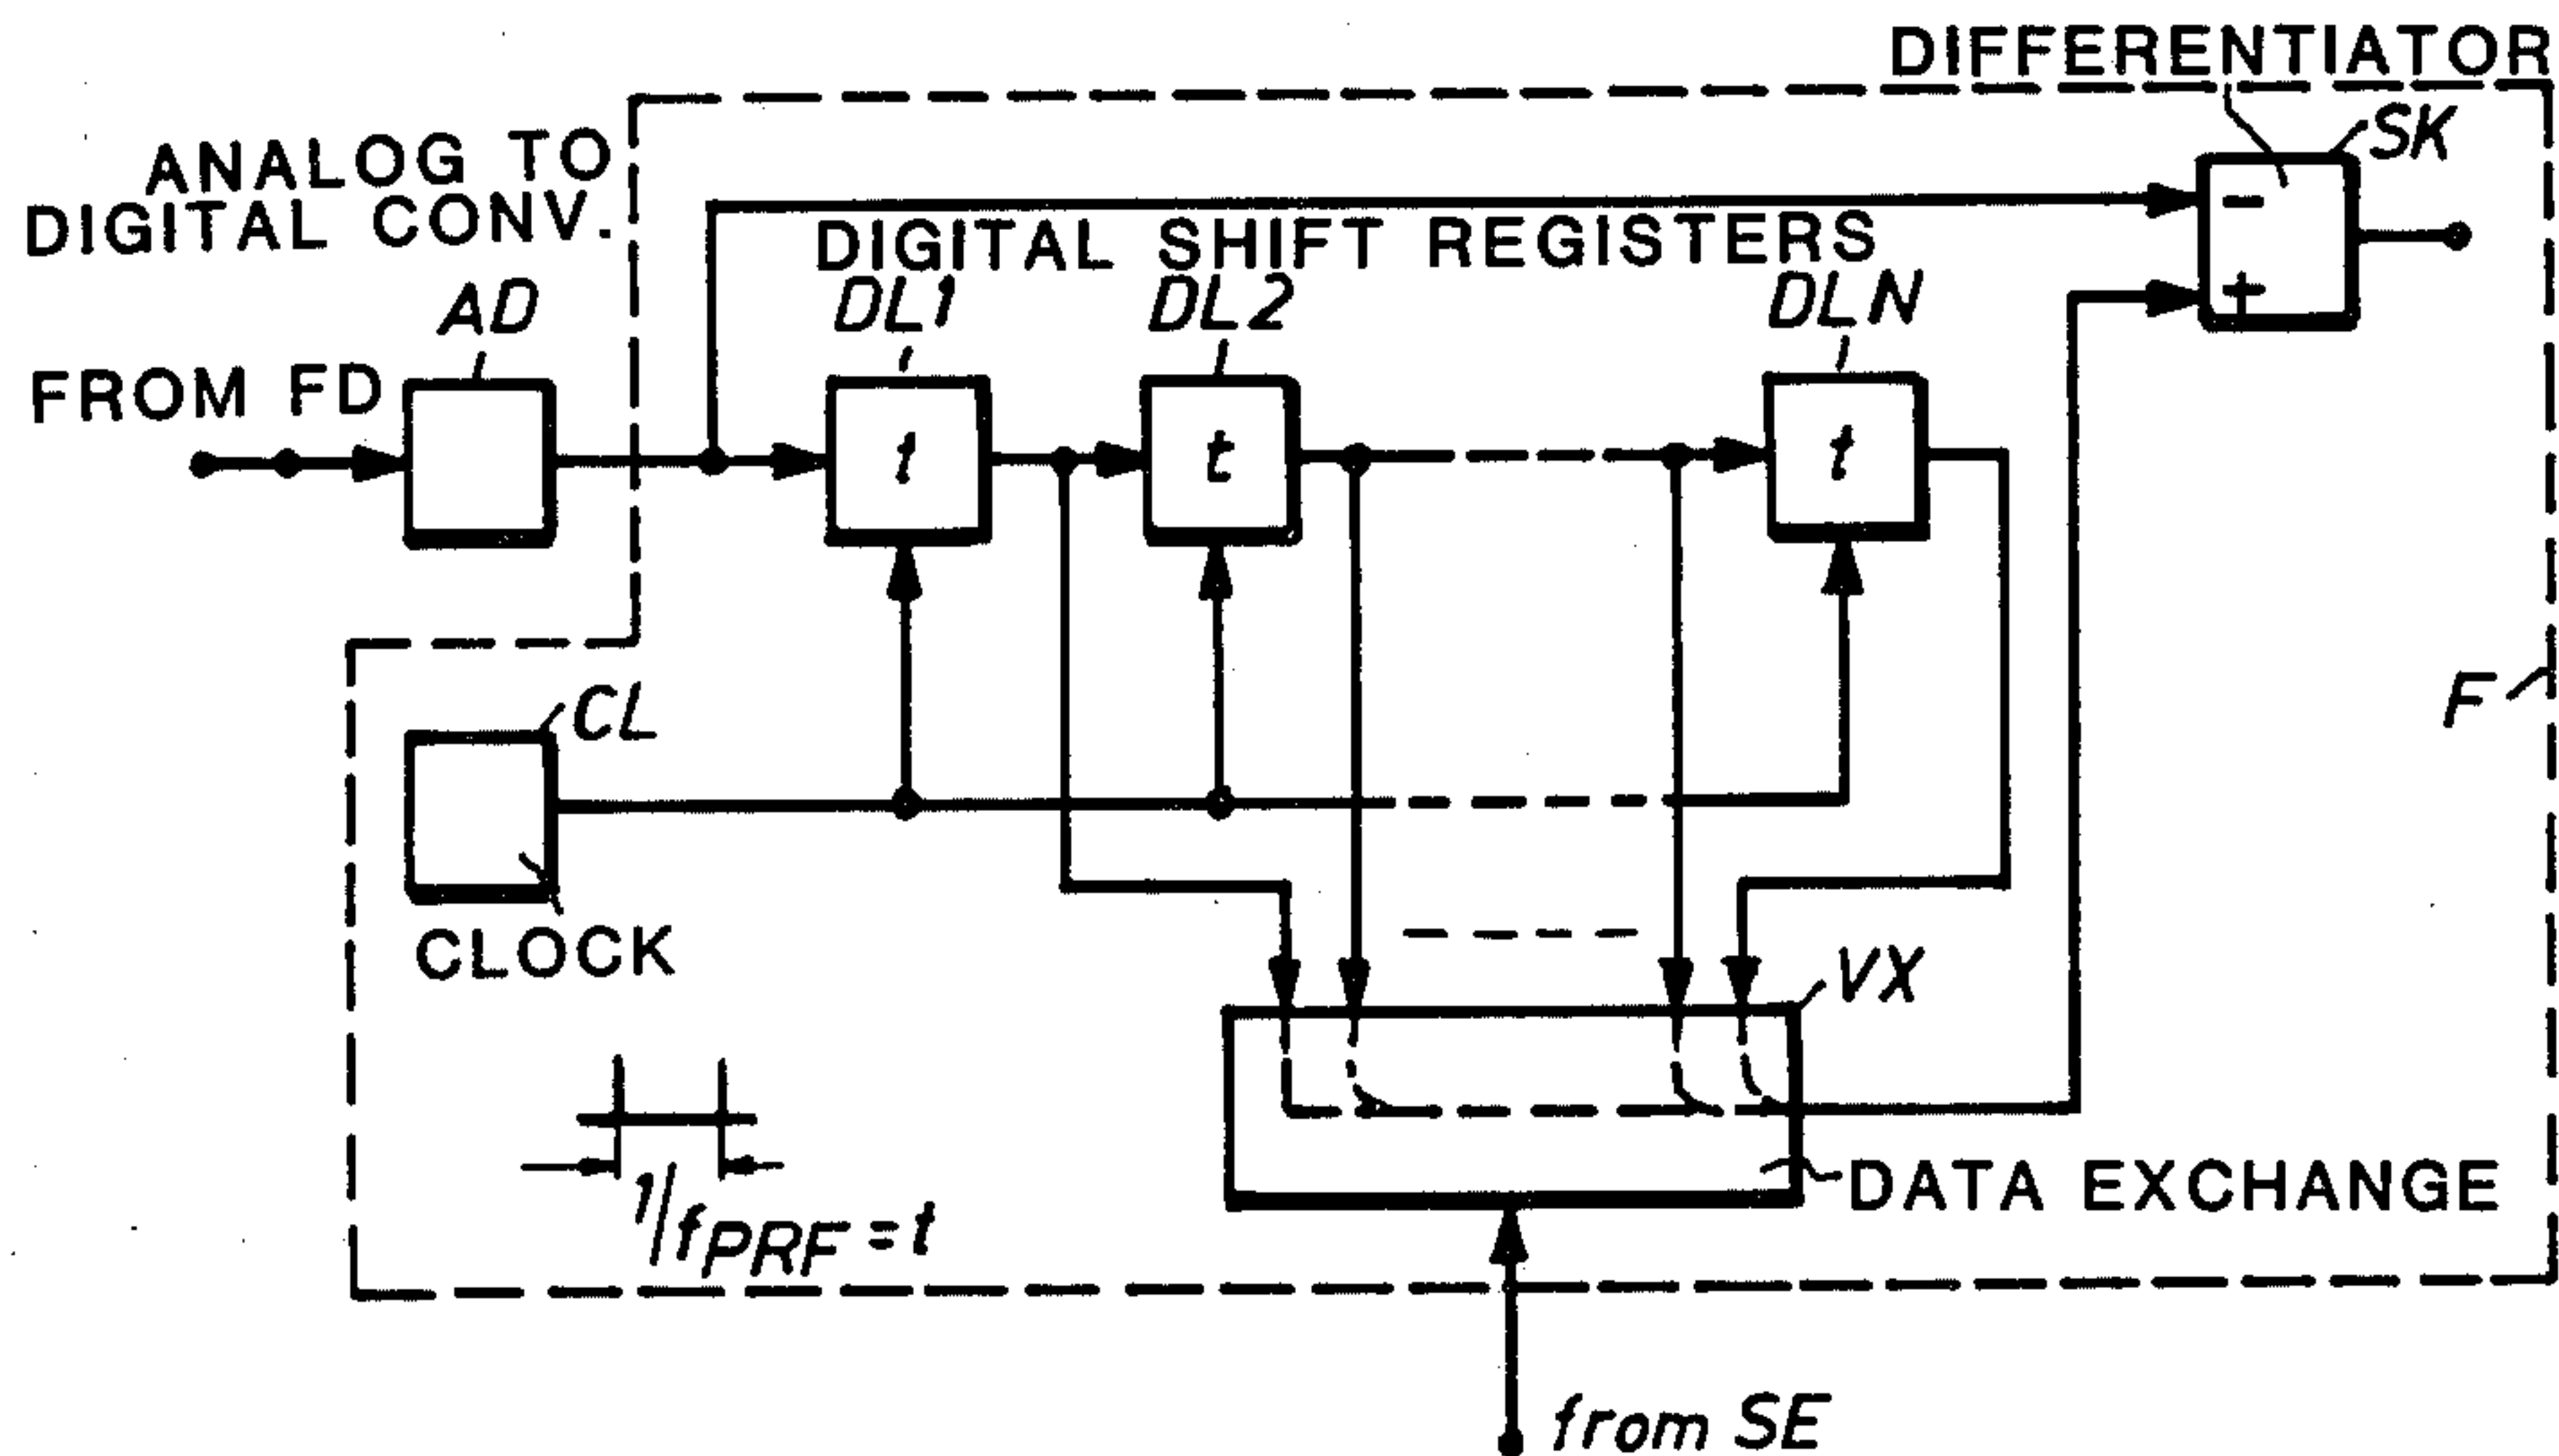 DIFFERENTIATOR
SK
ANALOG TO
DIGITAL CONV.
AD
FROM FD
DIGITAL SHIFT REGISTERS
DL1
DL2
DLN
-
+
t
t
t
F
CL
CLOCK
VX
DATA EXCHANGE
1/fPRF = t
from SE